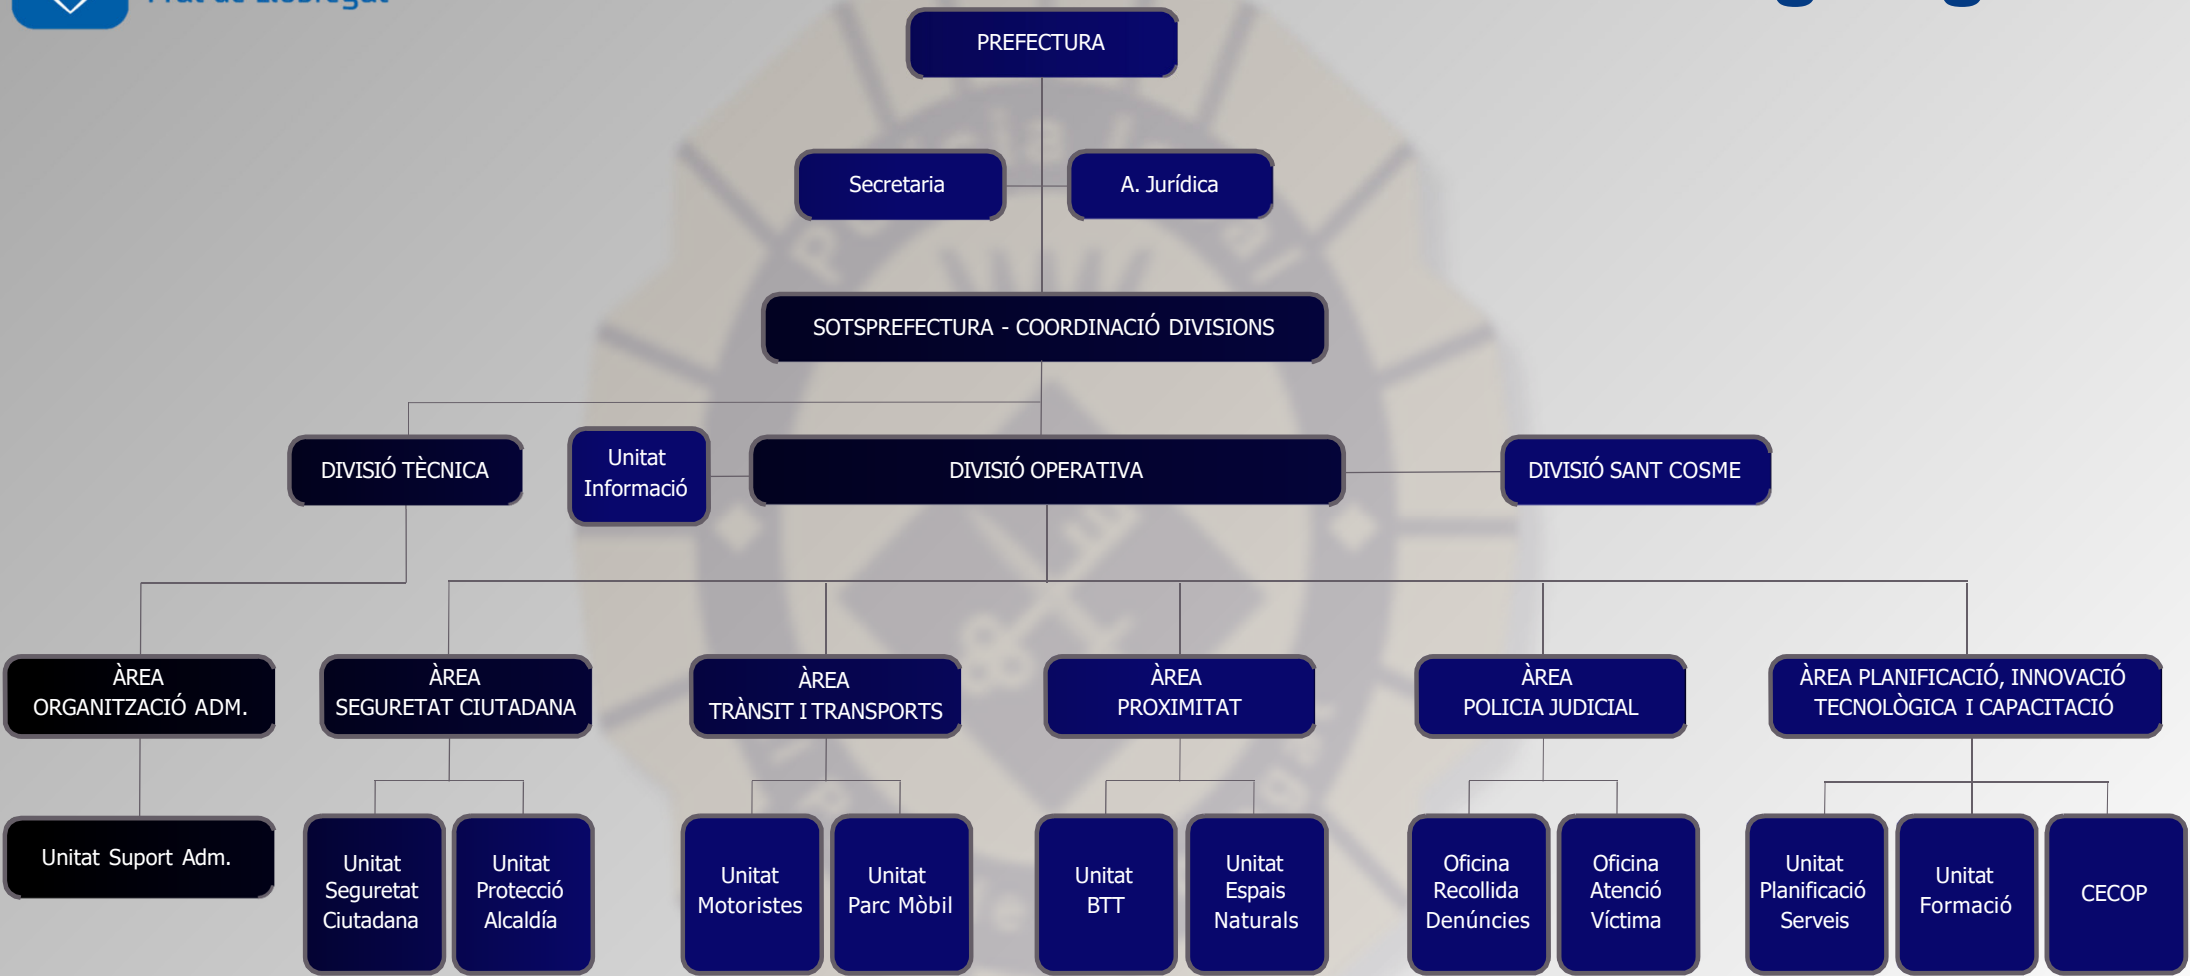 Prat de Llobregat
PREFECTURA
Secretaria
A. Jurídica
SOTSPREFECTURA - COORDINACIÓ DIVISIONS
DIVISIÓ TÈCNICA
Unitat
Informació
DIVISIÓ OPERATIVA
DIVISIÓ SANT COSME
ÀREA
ORGANITZACIÓ ADM.
ÀREA
SEGURETAT CIUTADANA
ÀREA
TRÀNSIT I TRANSPORTS
ÀREA
PROXIMITAT
ÀREA
POLICIA JUDICIAL
ÀREA PLANIFICACIÓ, INNOVACIÓ
TECNOLÒGICA I CAPACITACIÓ
Unitat Suport Adm.
Unitat
Seguretat
Ciutadana
Unitat
Protecció
Alcaldía
Unitat
Motoristes
Unitat
Parc Mòbil
Unitat
BTT
Unitat
Espais
Naturals
Oficina
Recollida
Denúncies
Oficina
Atenció
Víctima
Unitat
Planificació
Serveis
Unitat
Formació
CECOP